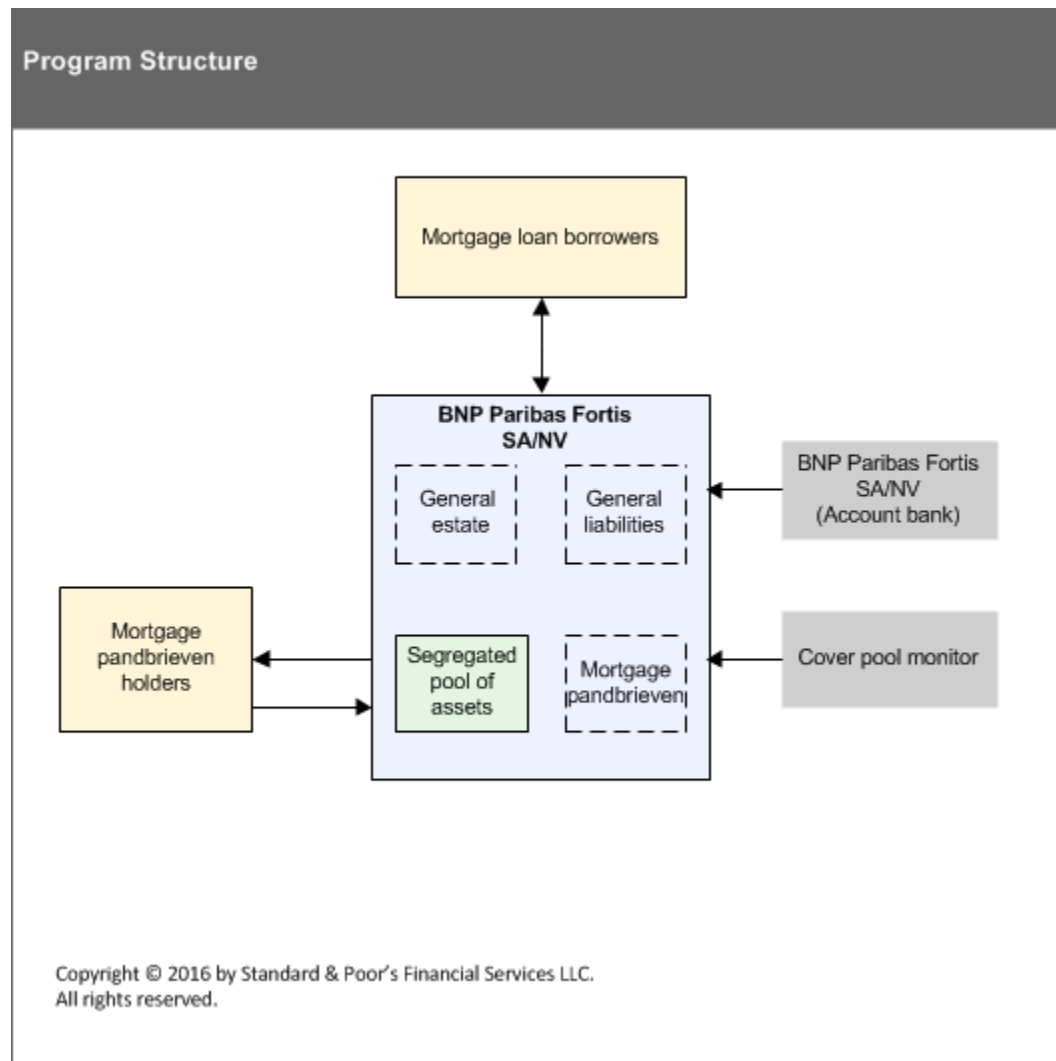 Program Structure
Mortgage loan borrowers
BNP Paribas Fortis
SA/NV
General
estate
General
liabilities
BNP Paribas Fortis
SA/NV
(Account bank)
Mortgage
pandbrieven
holders
Segregated
pool of
assets
Mortgage
pandbrieven
Cover pool monitor
Copyright © 2016 by Standard & Poor's Financial Services LLC.
All rights reserved.